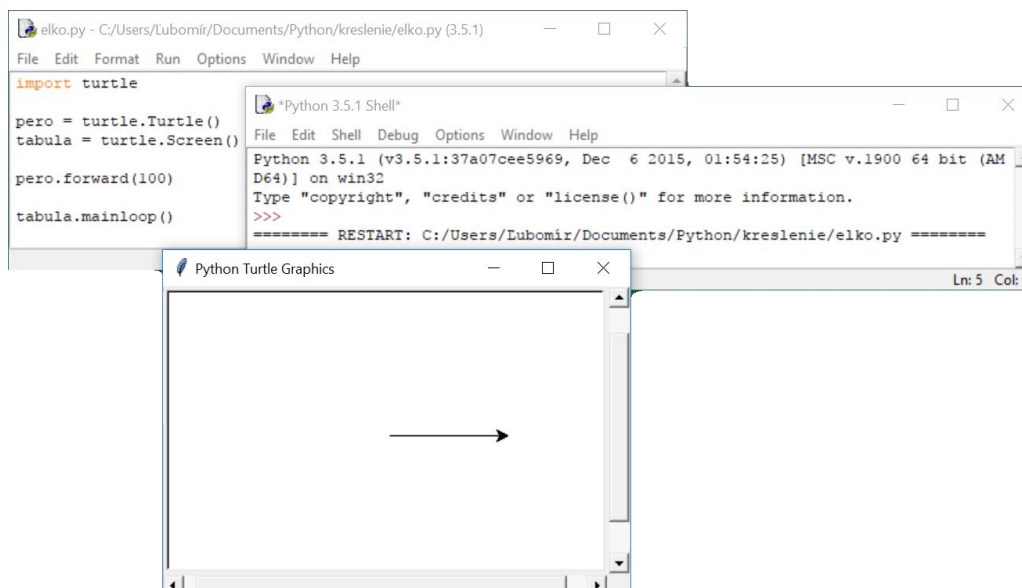 elko.py - C:/Users/Ľubomír/Documents/Python/kreslenie/elko.py (3.5.1)
File Edit Format Run Options Window Help
import turtle
pero = turtle.Turtle()
tabula = turtle.Screen()
pero.forward(100)
tabula.mainloop()
*Python 3.5.1 Shell*
File Edit Shell Debug Options Window Help
Python 3.5.1 (v3.5.1:37a07cee5969, Dec  6 2015, 01:54:25) [MSC v.1900 64 bit (AM
D64)] on win32
Type "copyright", "credits" or "license()" for more information.
>>>
======== RESTART: C:/Users/Ľubomír/Documents/Python/kreslenie/elko.py ========
Ln: 5 Col:
Python Turtle Graphics